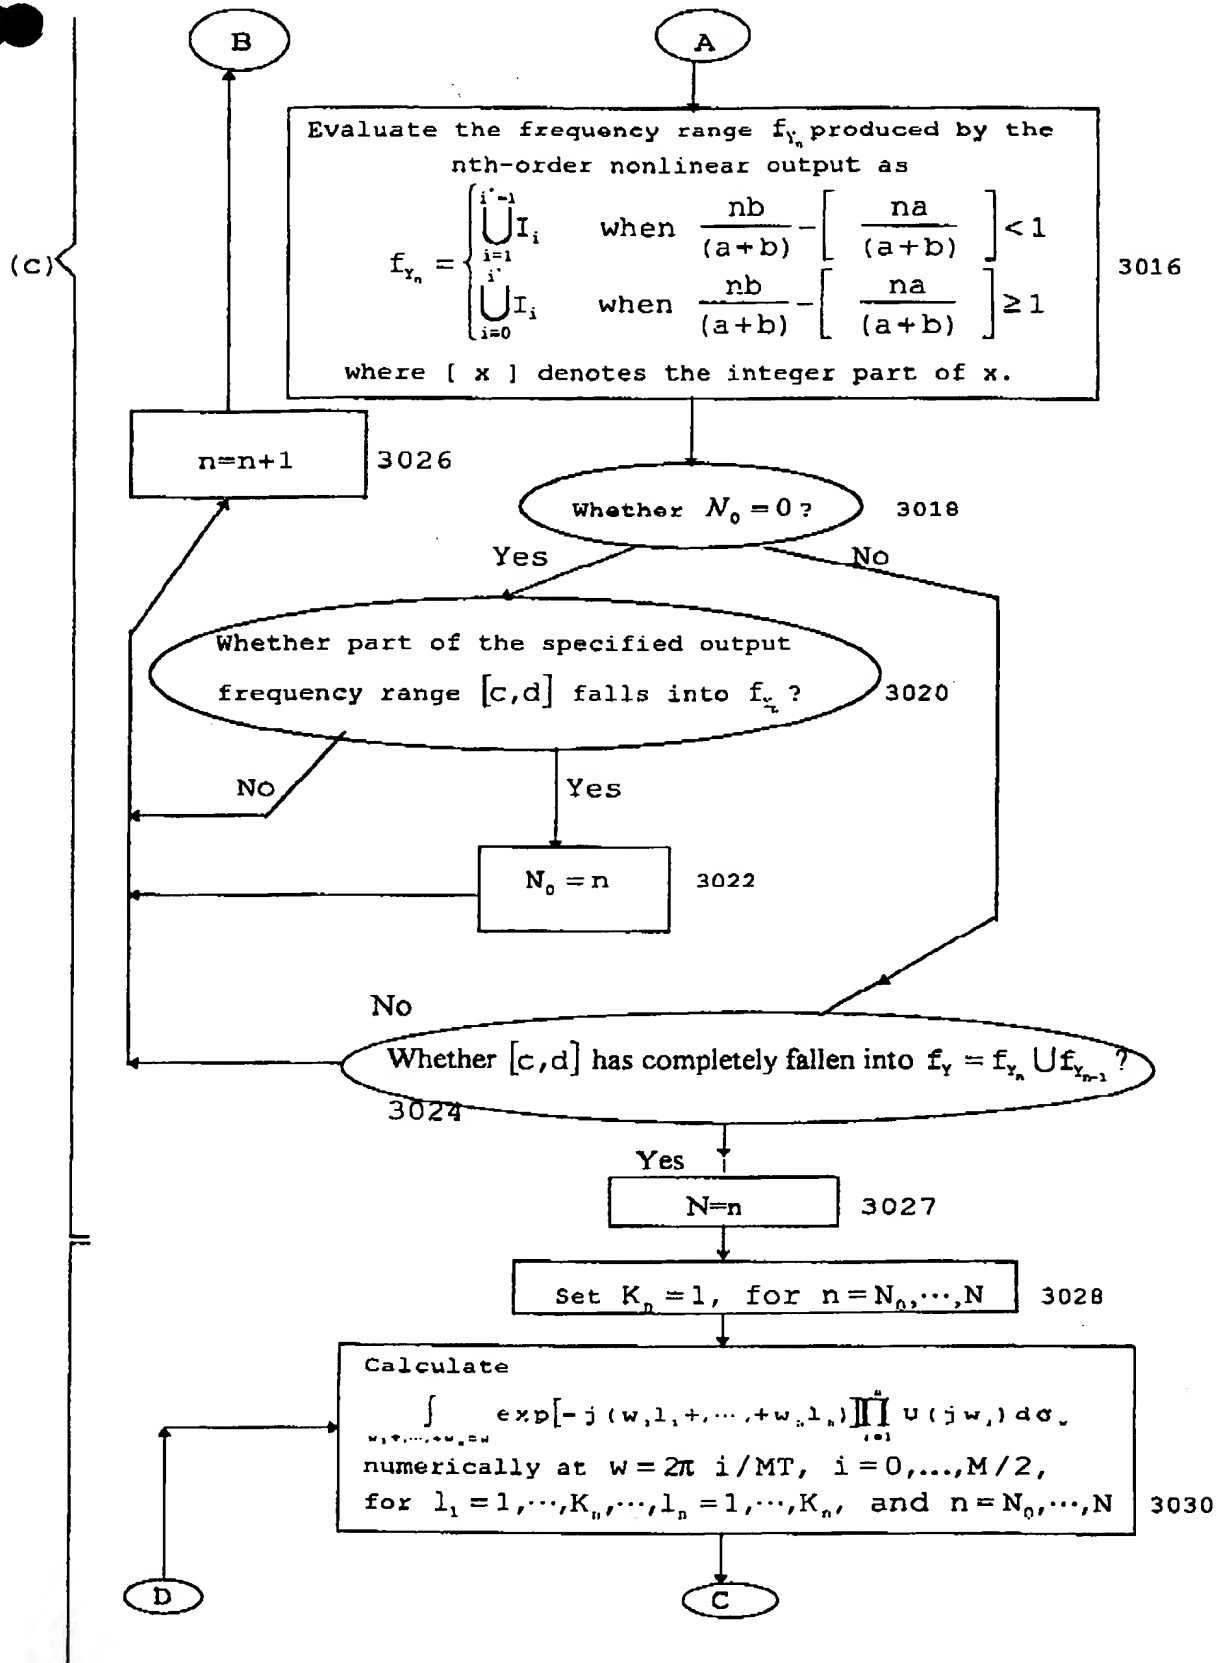 B
A
Evaluate the frequency range f_{Y_n} produced by the
nth-order nonlinear output as
f_{Y_n} = { ⋃_{i=1}^{i*-1} I_i when nb/(a+b) - [ na/(a+b) ] < 1
⋃_{i=0}^{i*} I_i when nb/(a+b) - [ na/(a+b) ] ≥ 1
where [ x ] denotes the integer part of x.
3016
(c)
n=n+1
3026
Whether N_0 = 0 ?
3018
Yes
No
Whether part of the specified output
frequency range [c,d] falls into f_Y ?
3020
No
Yes
N_0 = n
3022
No
Whether [c,d] has completely fallen into f_Y = f_{Y_n} ⋃ f_{Y_{n-1}} ?
3024
Yes
N=n
3027
Set K_n = 1, for n = N_0,···,N
3028
Calculate
∫_{w_1+,···,+w_n=w} exp[-j(w_1 l_1+,···,+w_n l_n)] ∏_{i=1}^{n} U(jw_i) dσ_w
numerically at w = 2π i/MT, i = 0,...,M/2,
for l_1 = 1,···,K_n,···,l_n = 1,···,K_n, and n = N_0,···,N
3030
D
C